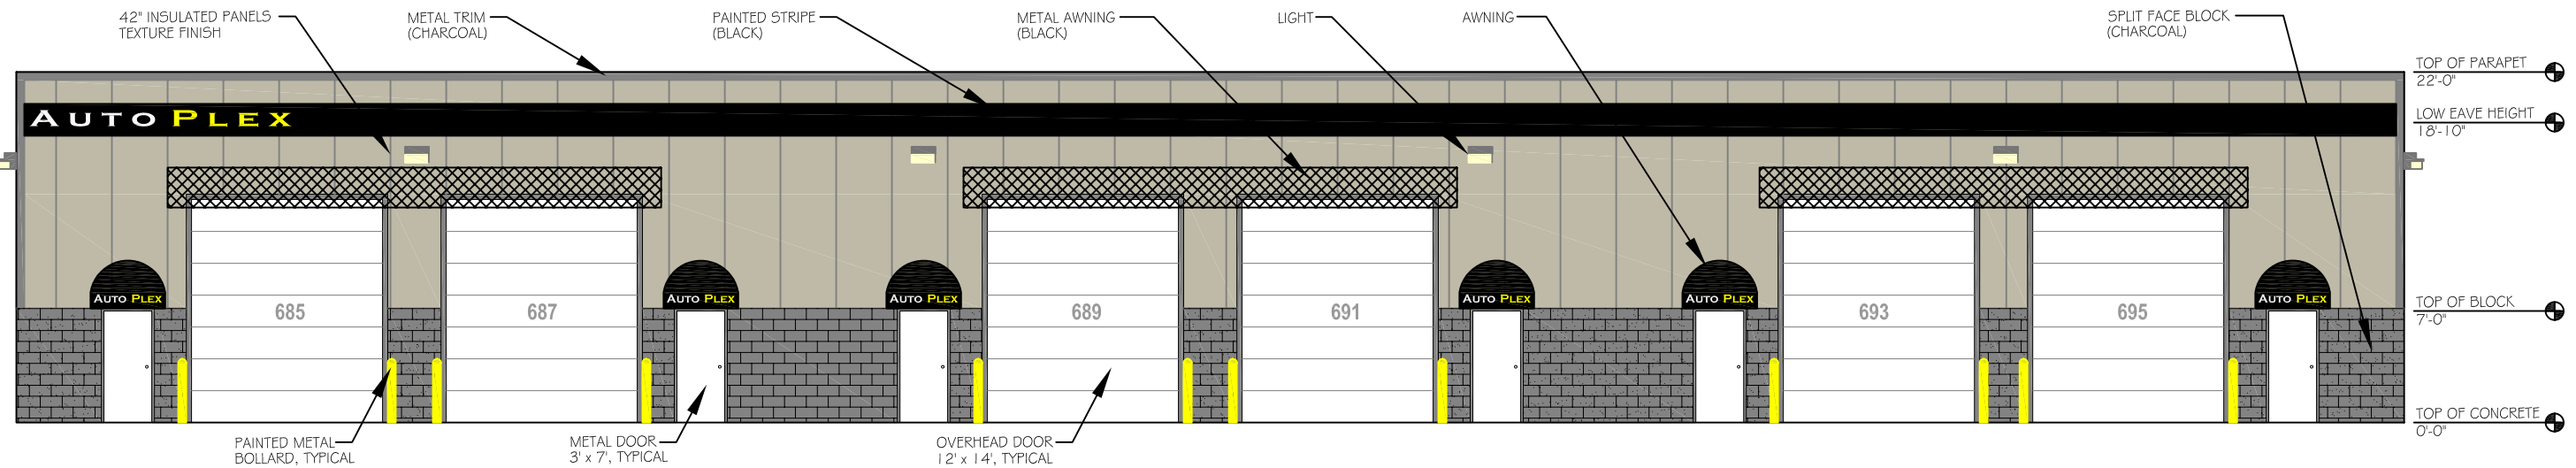 42" INSULATED PANELS
TEXTURE FINISH
METAL TRIM
(CHARCOAL)
PAINTED STRIPE
(BLACK)
METAL AWNING
(BLACK)
LIGHT
AWNING
SPLIT FACE BLOCK
(CHARCOAL)
TOP OF PARAPET
22'-0"
LOW EAVE HEIGHT
18'-10"
TOP OF BLOCK
7'-0"
TOP OF CONCRETE
0'-0"
AUTO PLEX
AUTO PLEX
AUTO PLEX
AUTO PLEX
AUTO PLEX
AUTO PLEX
AUTO PLEX
685
687
689
691
693
695
PAINTED METAL
BOLLARD, TYPICAL
METAL DOOR
3' x 7', TYPICAL
OVERHEAD DOOR
12' x 14', TYPICAL